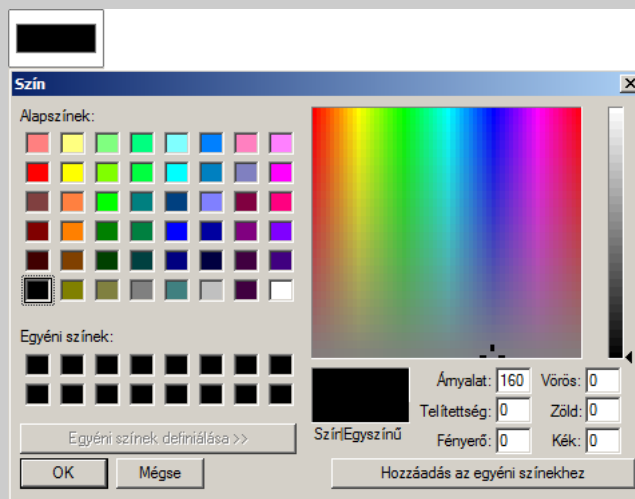 Szín
Alapszínek:
Egyéni színek:
Egyéni színek definiálása >>
OK
Mégse
Szín|Egyszínű
Árnyalat: 160
Telítettség: 0
Fényerő: 0
Vörös: 0
Zöld: 0
Kék: 0
Hozzáadás az egyéni színekhez